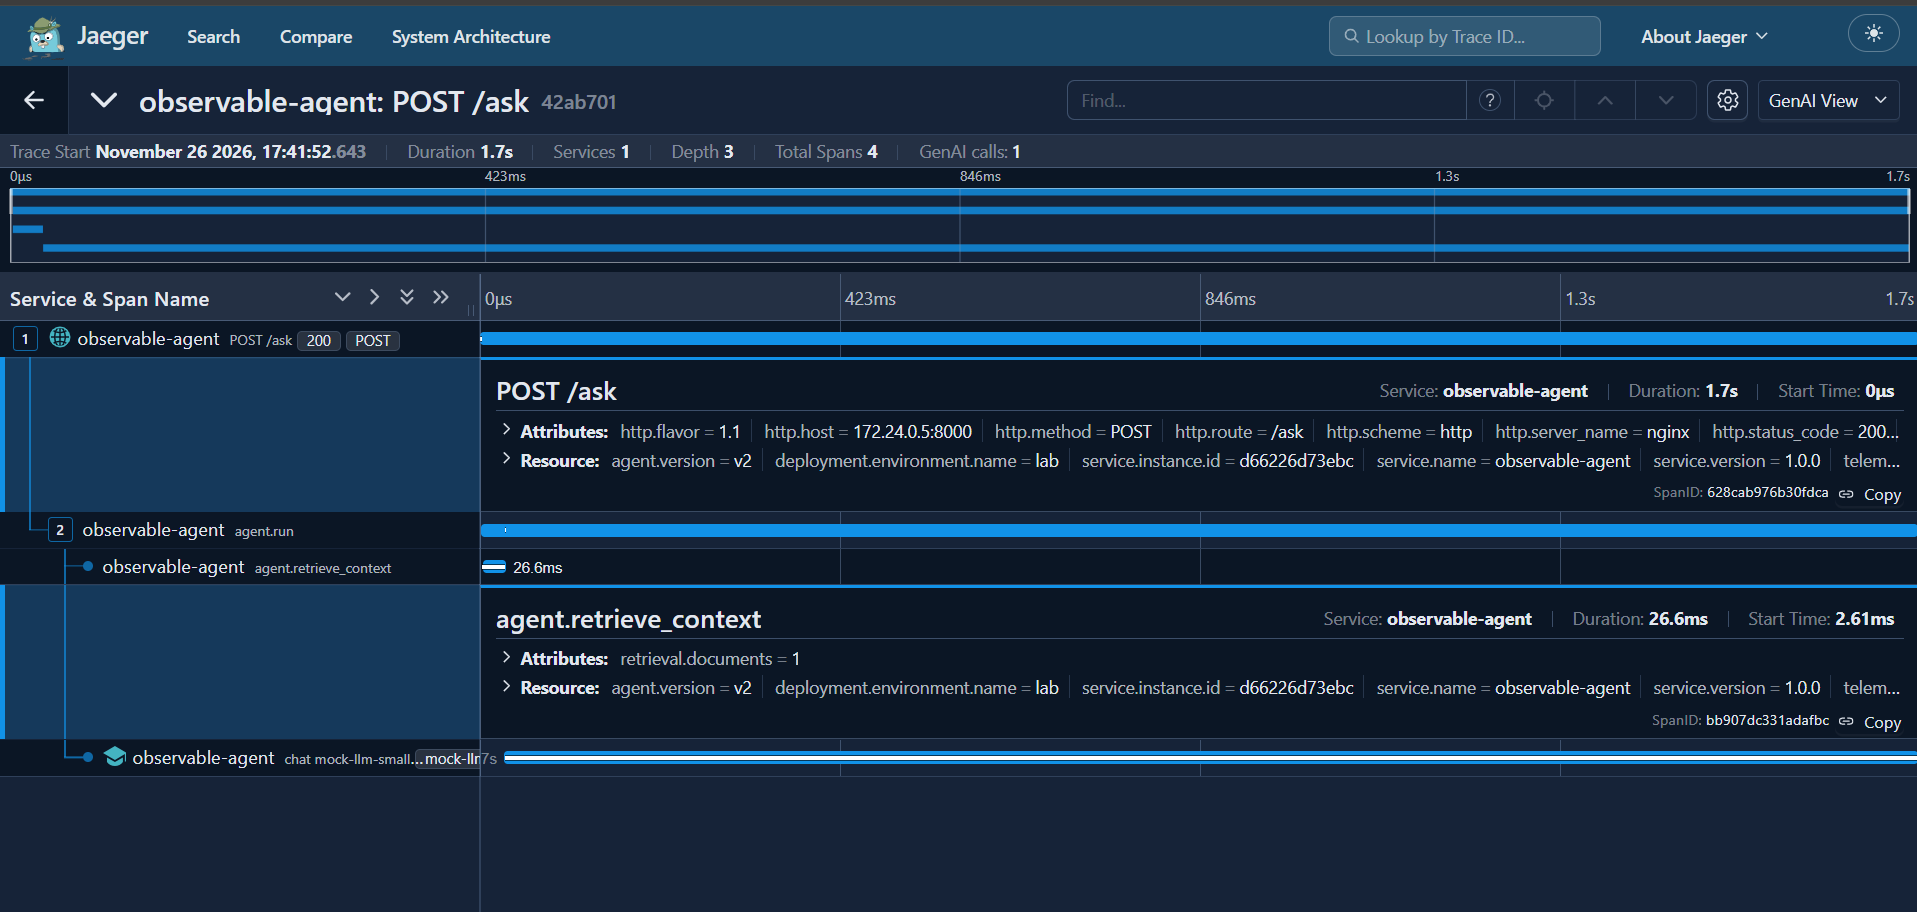 Jaeger Search Compare System Architecture Lookup by Trace ID... About Jaeger
observable-agent: POST /ask 42ab701 Find... ? GenAI View
Trace Start November 26 2026, 17:41:52.643 Duration 1.7s Services 1 Depth 3 Total Spans 4 GenAI calls: 1
0μs 423ms 846ms 1.3s 1.7s
Service & Span Name 0μs 423ms 846ms 1.3s 1.7s
1 observable-agent POST /ask 200 POST
POST /ask Service: observable-agent Duration: 1.7s Start Time: 0μs
Attributes: http.flavor = 1.1 http.host = 172.24.0.5:8000 http.method = POST http.route = /ask http.scheme = http http.server_name = nginx http.status_code = 200...
Resource: agent.version = v2 deployment.environment.name = lab service.instance.id = d66226d73ebc service.name = observable-agent service.version = 1.0.0 telem...
SpanID: 628cab976b30fdca Copy
2 observable-agent agent.run
observable-agent agent.retrieve_context 26.6ms
agent.retrieve_context Service: observable-agent Duration: 26.6ms Start Time: 2.61ms
Attributes: retrieval.documents = 1
Resource: agent.version = v2 deployment.environment.name = lab service.instance.id = d66226d73ebc service.name = observable-agent service.version = 1.0.0 telem...
SpanID: bb907dc331adafbc Copy
observable-agent chat mock-llm-small... mock-ll 7s